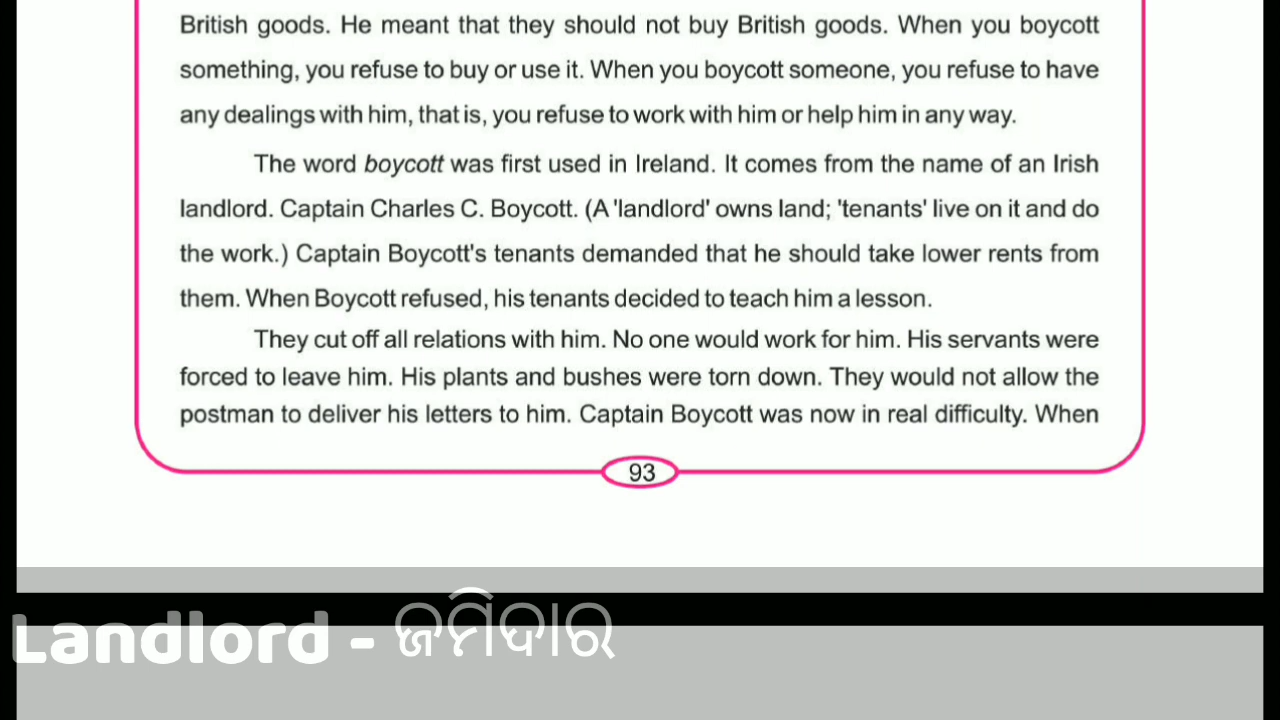 British goods. He meant that they should not buy British goods. When you boycott
something, you refuse to buy or use it. When you boycott someone, you refuse to have
any dealings with him, that is, you refuse to work with him or help him in any way.
The word boycott was first used in Ireland. It comes from the name of an Irish
landlord. Captain Charles C. Boycott. (A 'landlord' owns land; 'tenants' live on it and do
the work.) Captain Boycott's tenants demanded that he should take lower rents from
them. When Boycott refused, his tenants decided to teach him a lesson.
They cut off all relations with him. No one would work for him. His servants were
forced to leave him. His plants and bushes were torn down. They would not allow the
postman to deliver his letters to him. Captain Boycott was now in real difficulty. When
93
Landlord - ଜମିଦାର